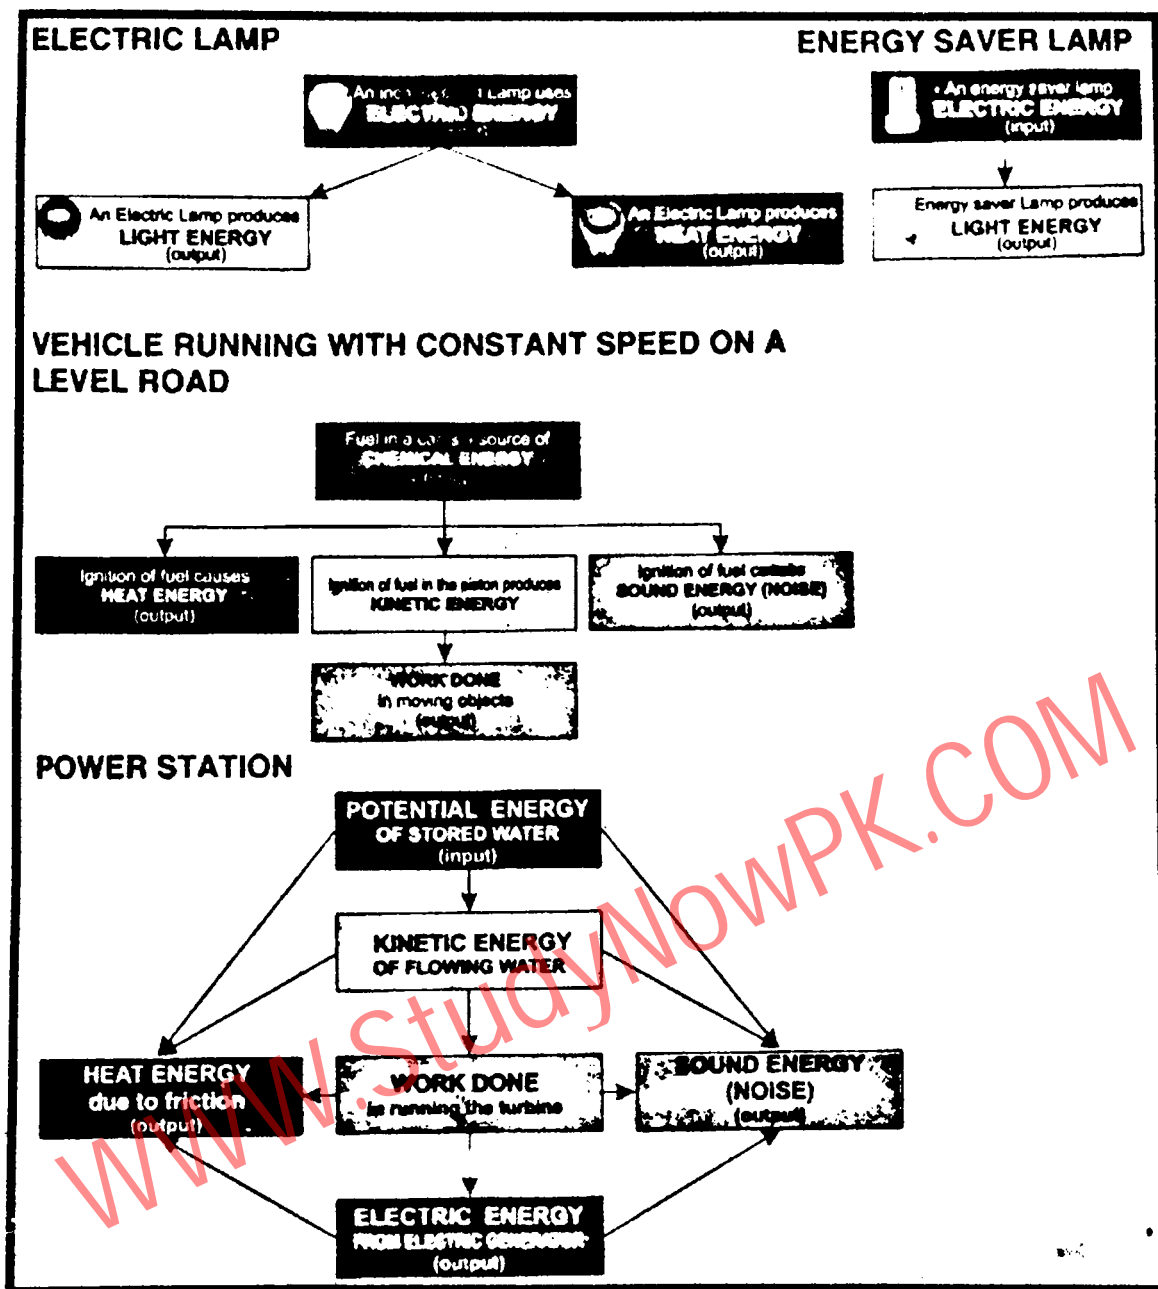 ELECTRIC LAMP
ENERGY SAVER LAMP
An Lamp uses
ELECTRIC ENERGY
• An energy saver lamp
ELECTRIC ENERGY
(input)
An Electric Lamp produces
LIGHT ENERGY
(output)
An Electric Lamp produces
HEAT ENERGY
(output)
Energy saver Lamp produces
LIGHT ENERGY
(output)
VEHICLE RUNNING WITH CONSTANT SPEED ON A
LEVEL ROAD
Fuel in a car is source of
CHEMICAL ENERGY
Ignition of fuel causes
HEAT ENERGY
(output)
Ignition of fuel in the piston produces
KINETIC ENERGY
Ignition of fuel causes
SOUND ENERGY (NOISE)
(output)
WORK DONE
in moving objects
(output)
POWER STATION
POTENTIAL ENERGY
OF STORED WATER
(input)
KINETIC ENERGY
OF FLOWING WATER
HEAT ENERGY
due to friction
(output)
WORK DONE
in running the turbine
SOUND ENERGY
(NOISE)
(output)
ELECTRIC ENERGY
FROM ELECTRIC GENERATOR
(output)
www.StudyNowPK.COM